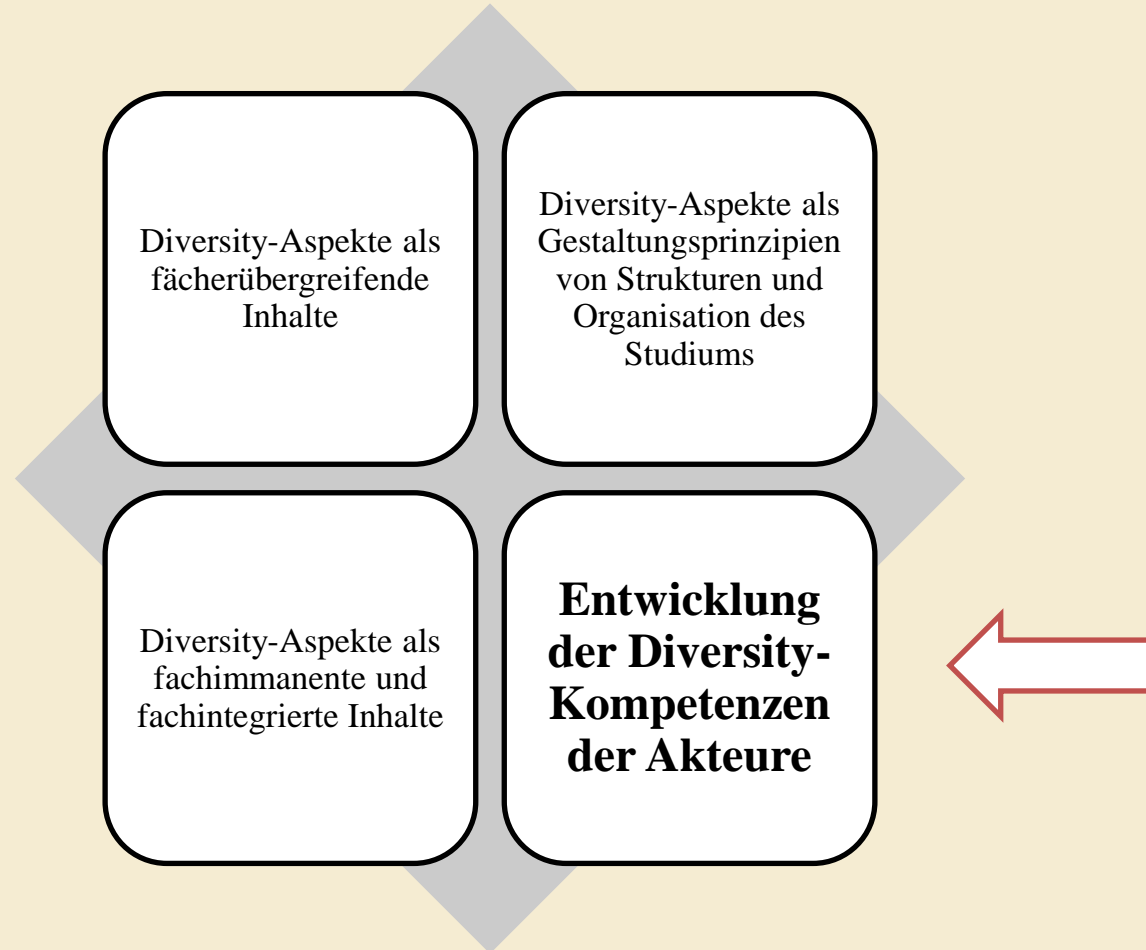 Diversity-Aspekte als
fächerübergreifende
Inhalte
Diversity-Aspekte als
Gestaltungsprinzipien
von Strukturen und
Organisation des
Studiums
Diversity-Aspekte als
fachimmanente und
fachintegrierte Inhalte
Entwicklung
der Diversity-
Kompetenzen
der Akteure